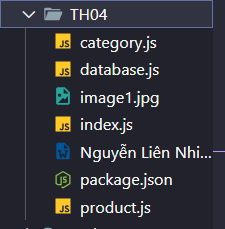 TH04
category.js
database.js
image1.jpg
index.js
Nguyễn Liên Nhi...
package.json
product.js